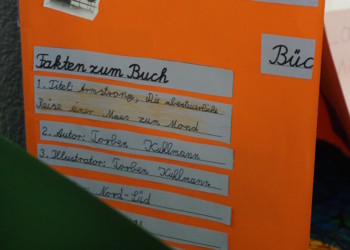 Büc
Fakten zum Buch
1. Titel: Armstrong, Die abenteuerliche
Reise einer Maus zum Mond
2. Autor: Torben Kuhlmann
3. Illustrator: Torben Kuhlmann
Nord-Süd